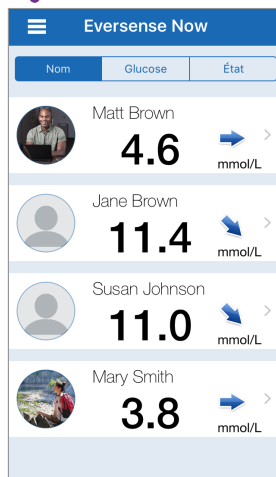 Eversense Now
Nom Glucose État
Matt Brown
4.6 mmol/L
Jane Brown
11.4 mmol/L
Susan Johnson
11.0 mmol/L
Mary Smith
3.8 mmol/L